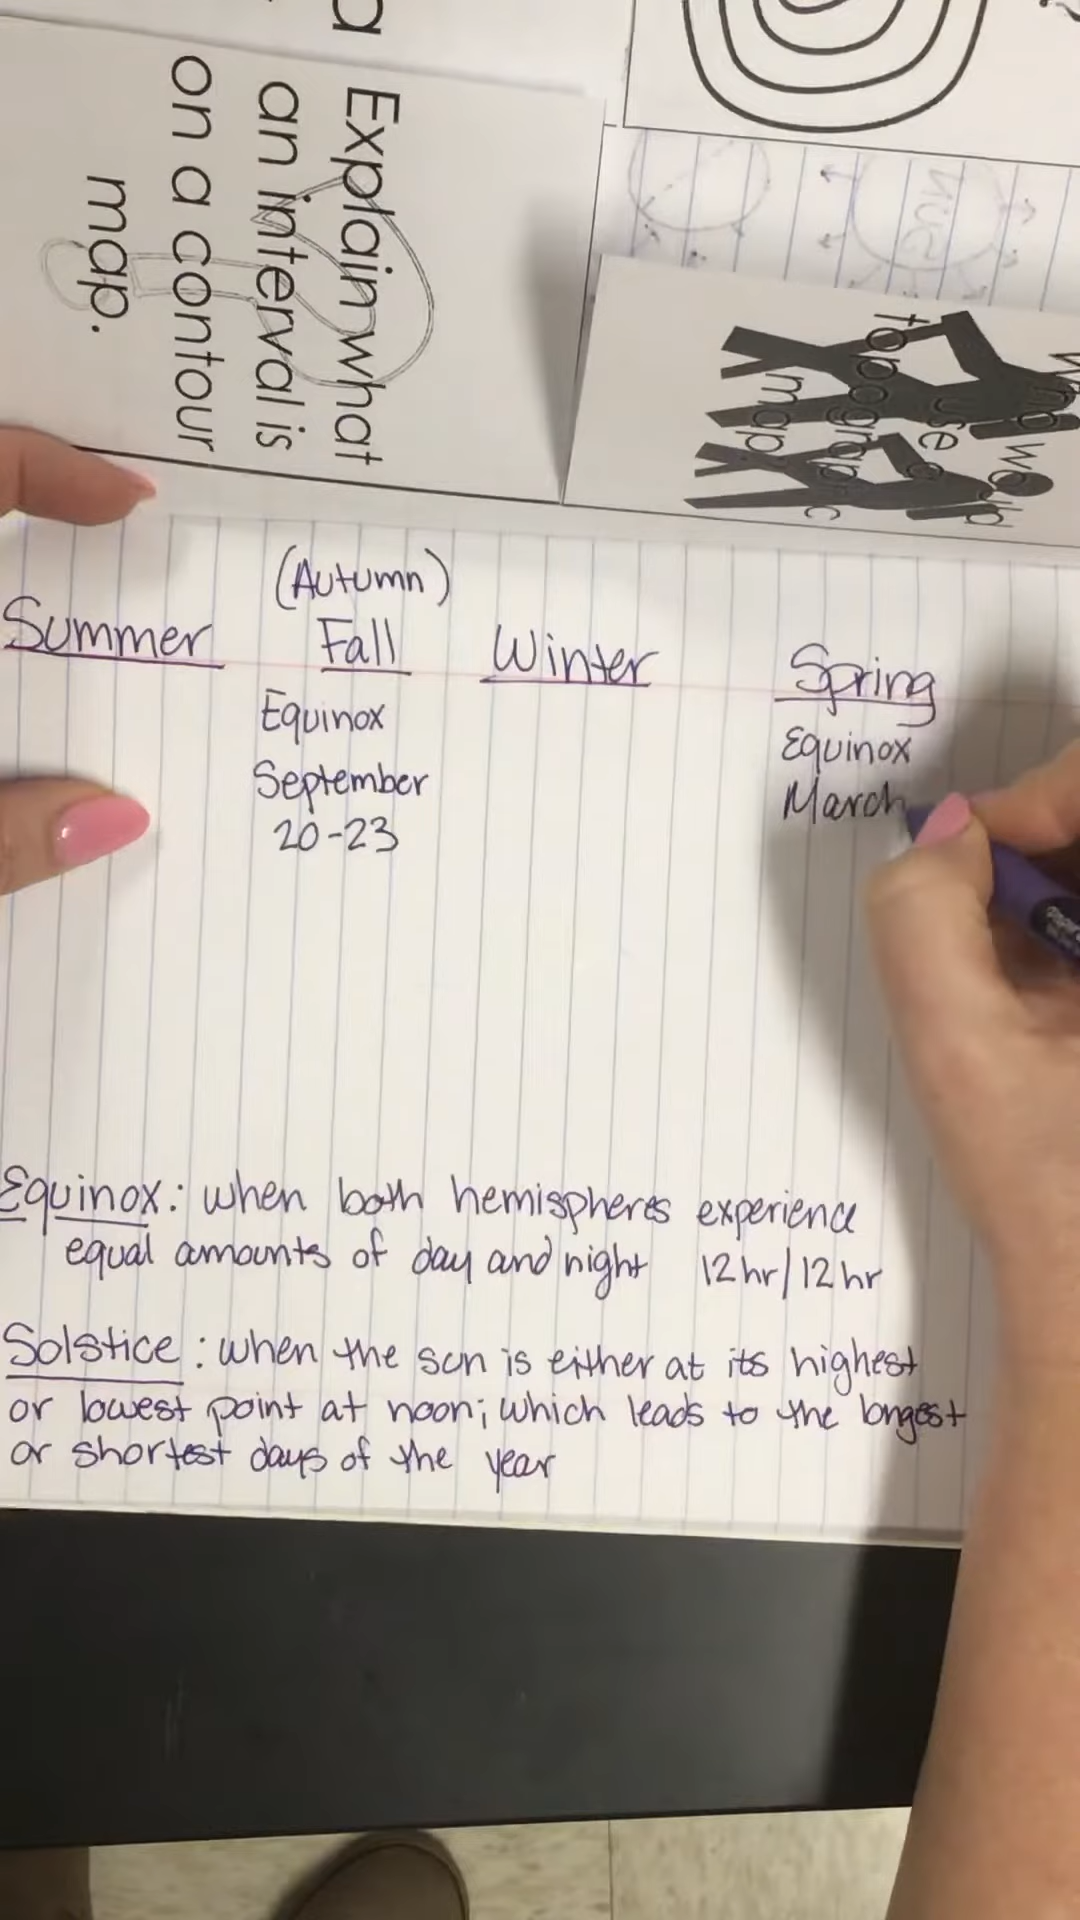 Explain what
an interval is
on a contour
map.
topographic
map
(Autumn)
Summer Fall Winter Spring
Equinox Equinox
September March
20-23
Equinox: when both hemispheres experience
equal amounts of day and night 12hr/12hr
Solstice: when the sun is either at its highest
or lowest point at noon; which leads to the longest
or shortest days of the year